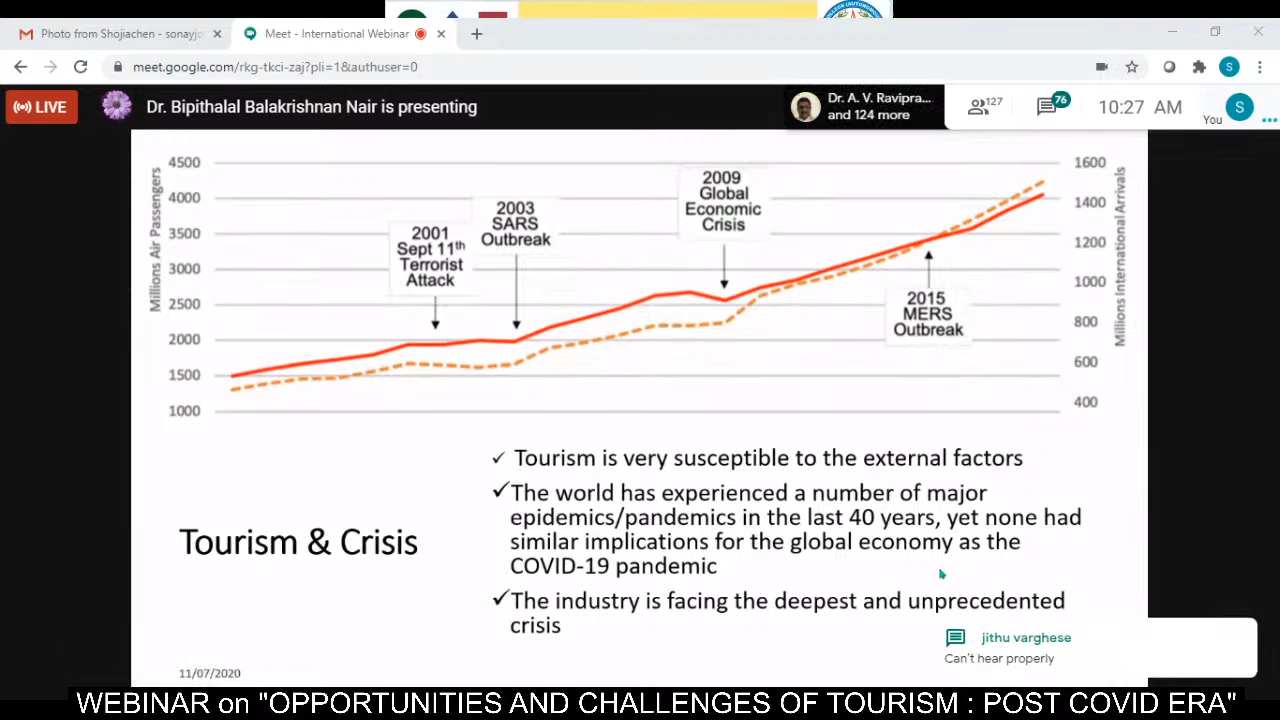 COLLEGE (AUTONOMOUS)
Photo from Shojiachen - sonayjo
Meet - International Webinar
meet.google.com/rkg-tkci-zaj?pli=1&authuser=0
S
LIVE
Dr. Bipithalal Balakrishnan Nair is presenting
Dr. A. V. Ravipra...
and 124 more
127
76
10:27 AM
You
S
Millions Air Passengers
4500
4000
3500
3000
2500
2000
1500
1000
2001
Sept 11th
Terrorist
Attack
2003
SARS
Outbreak
2009
Global
Economic
Crisis
2015
MERS
Outbreak
1600
1400
1200
1000
800
600
400
Millions International Arrivals
Tourism & Crisis
✓ Tourism is very susceptible to the external factors
✓The world has experienced a number of major
epidemics/pandemics in the last 40 years, yet none had
similar implications for the global economy as the
COVID-19 pandemic
✓The industry is facing the deepest and unprecedented
crisis
jithu varghese
Can't hear properly
11/07/2020
WEBINAR on "OPPORTUNITIES AND CHALLENGES OF TOURISM : POST COVID ERA"